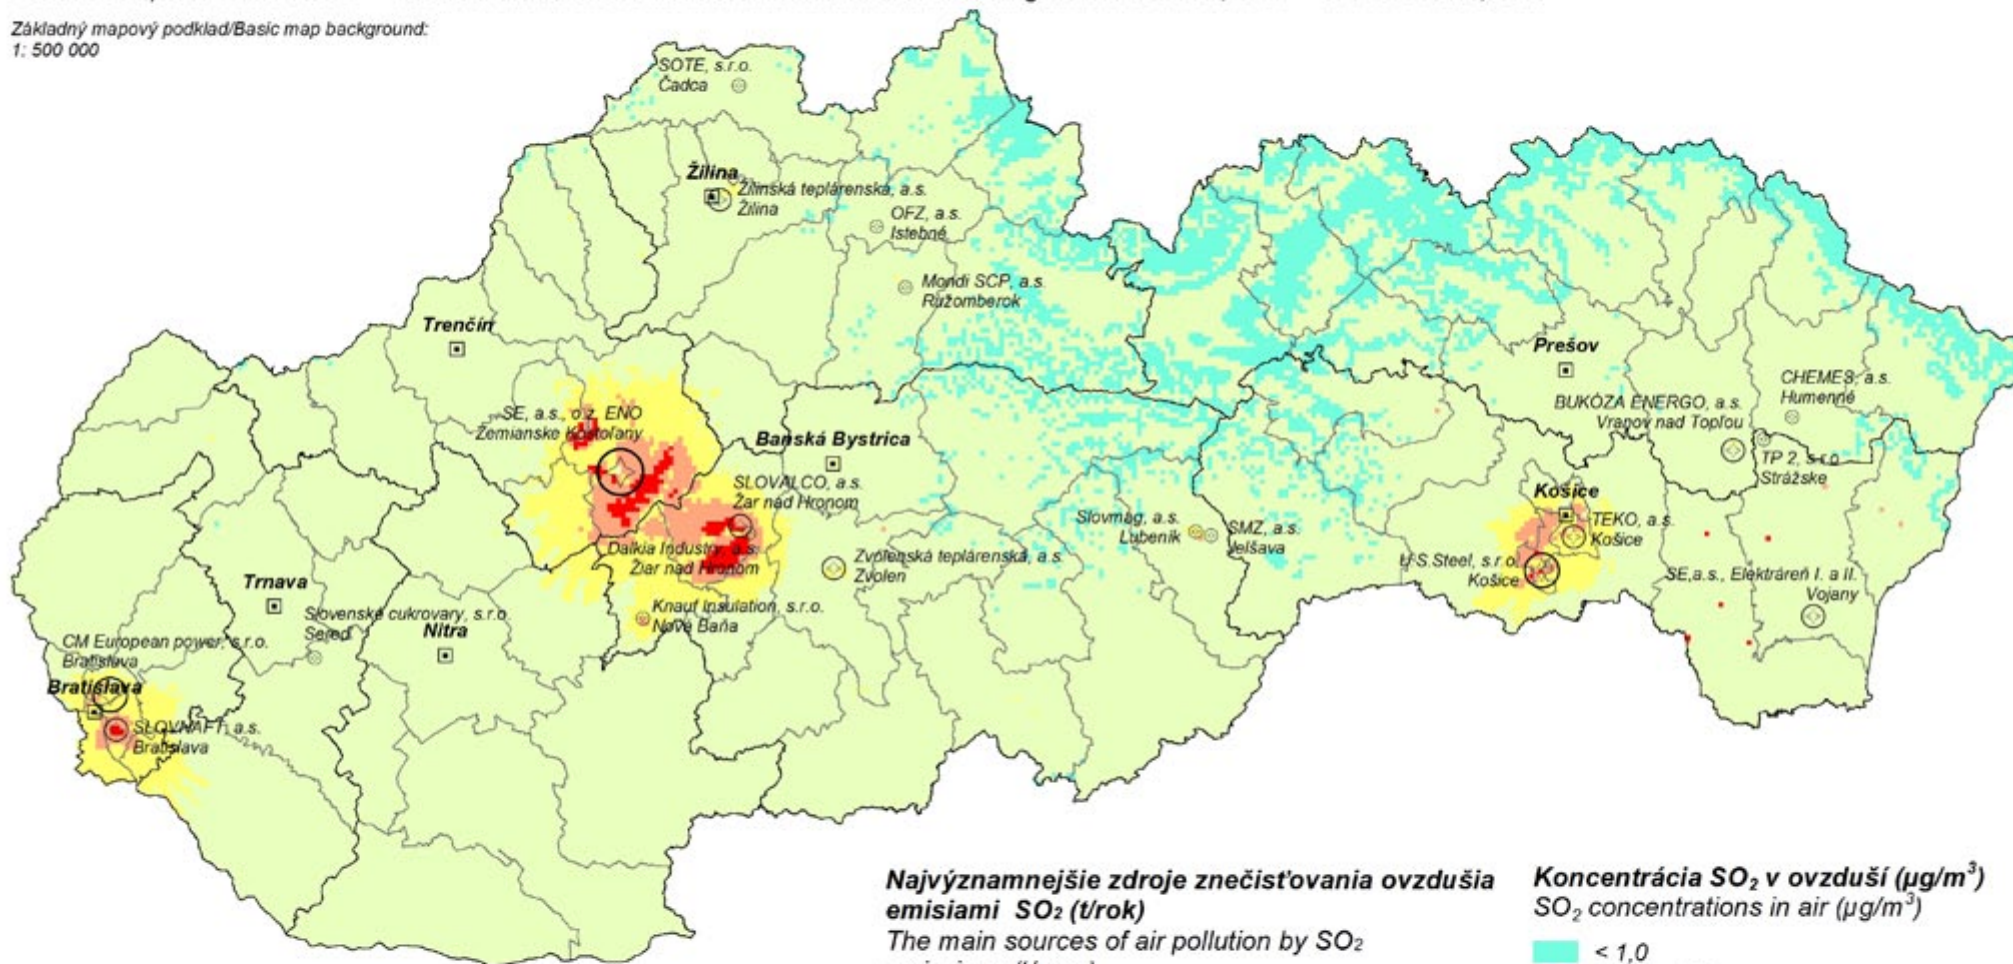 Základný mapový podklad/Basic map background:
1: 500 000
SOTE, s.r.o.
Čadca
Žilina
Žilinská teplárenská, a.s.
Žilina
OFZ, a.s.
Istebné
Mondi SCP, a.s.
Ružomberok
Trenčín
Prešov
CHEMES, a.s.
Humenné
BUKÓZA ENERGO, a.s.
Vranov nad Topľou
TP 2, s.r.o.
Strážske
SE, a.s., o.z. ENO
Zemianske Kostoľany
Banská Bystrica
SLOVALCO, a.s.
Žar nad Hronom
Dalkia Industry, a.s.
Žiar nad Hronom
Zvolenská teplárenská, a.s.
Zvolen
Slovmag, a.s.
Lubeník
SMZ, a.s.
Jelšava
Košice
TEKO, a.s.
Košice
U.S.Steel, s.r.o.
Košice
SE,a.s., Elektráreň I. a II.
Vojany
Knauf Insulation, s.r.o.
Nová Baňa
Trnava
Slovenské cukrovary, s.r.o.
Sereď
Nitra
CM European power, s.r.o.
Bratislava
Bratislava
SLOVNAFT, a.s.
Bratislava
Najvýznamnejšie zdroje znečisťovania ovzdušia
emisiami SO₂ (t/rok)
The main sources of air pollution by SO₂
Koncentrácia SO₂ v ovzduší (µg/m³)
SO₂ concentrations in air (µg/m³)
< 1,0